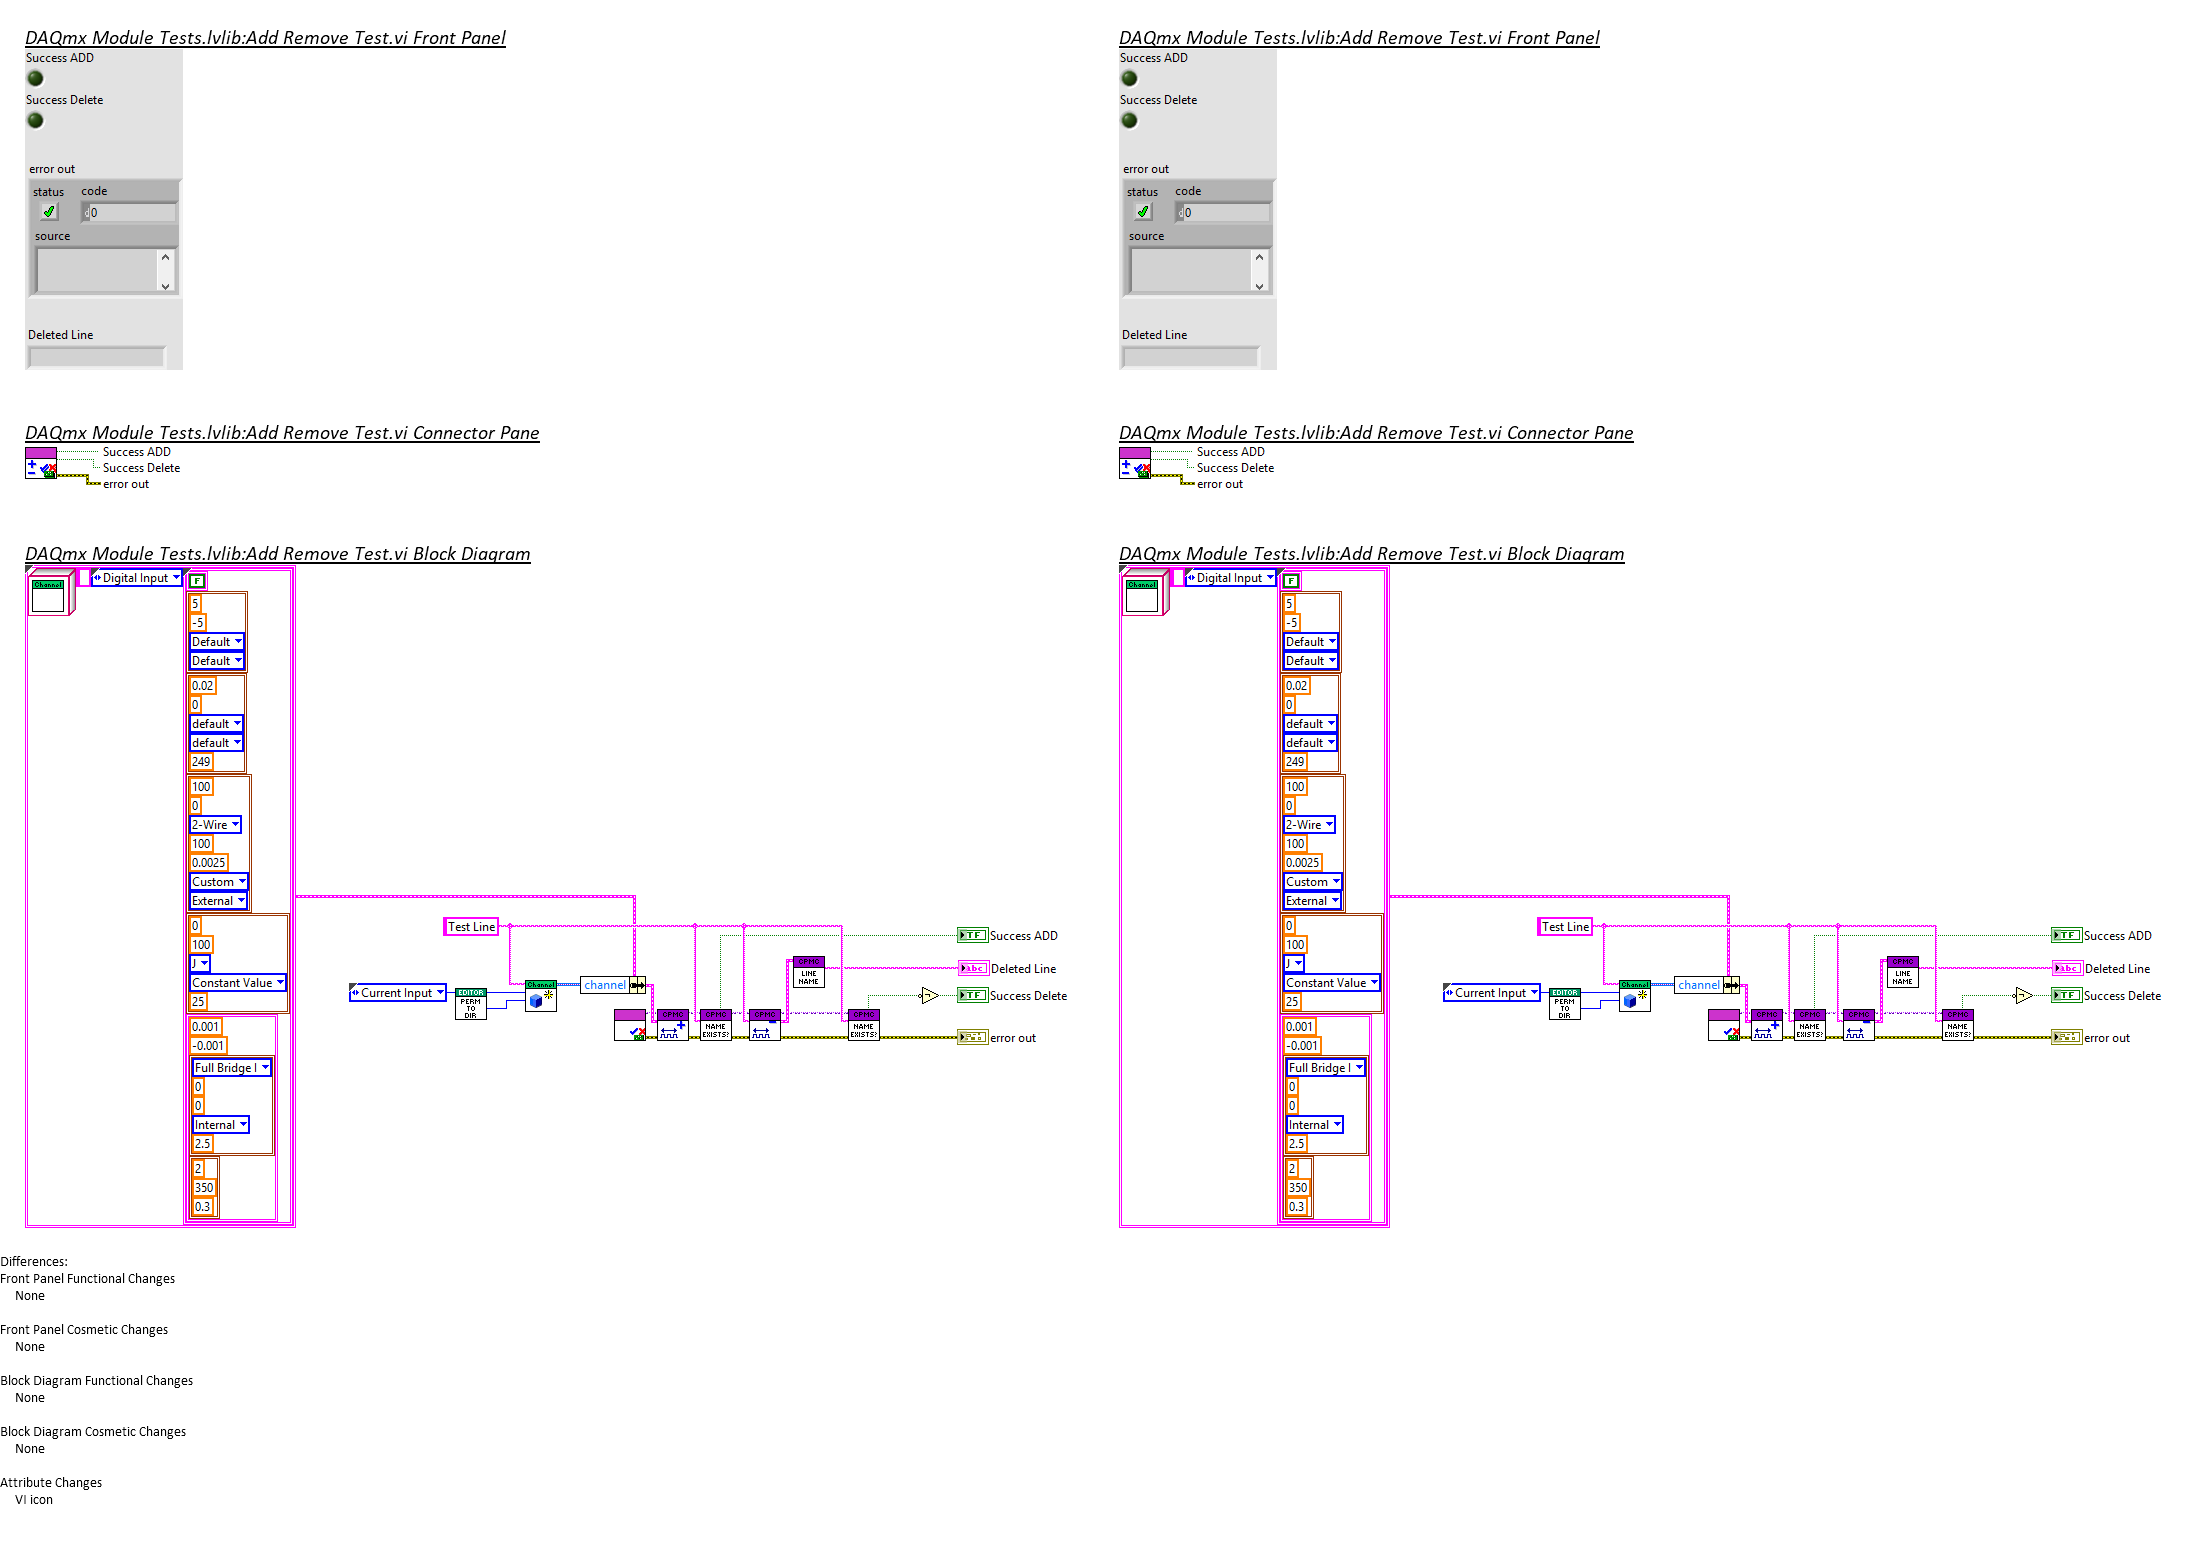 DAQmx Module Tests.lvlib:Add Remove Test.vi Front Panel
Success ADD
Success Delete
error out
status code
0
source
Deleted Line
DAQmx Module Tests.lvlib:Add Remove Test.vi Connector Pane
Success ADD
Success Delete
error out
DAQmx Module Tests.lvlib:Add Remove Test.vi Block Diagram
Channel
Digital Input
F
5
-5
Default
Default
0.02
0
default
default
249
100
0
2-Wire
100
0.0025
Custom
External
0
100
J
Constant Value
25
0.001
-0.001
Full Bridge I
0
0
Internal
2.5
2
350
0.3
Test Line
Current Input
EDITOR
PERM
TO
DIR
Channel
channel
CPMC
CPMC
NAME
EXISTS?
CPMC
CPMC
LINE
NAME
CPMC
NAME
EXISTS?
TF Success ADD
abc Deleted Line
TF Success Delete
error out
DAQmx Module Tests.lvlib:Add Remove Test.vi Front Panel
Success ADD
Success Delete
error out
status code
0
source
Deleted Line
DAQmx Module Tests.lvlib:Add Remove Test.vi Connector Pane
Success ADD
Success Delete
error out
DAQmx Module Tests.lvlib:Add Remove Test.vi Block Diagram
Channel
Digital Input
F
5
-5
Default
Default
0.02
0
default
default
249
100
0
2-Wire
100
0.0025
Custom
External
0
100
J
Constant Value
25
0.001
-0.001
Full Bridge I
0
0
Internal
2.5
2
350
0.3
Test Line
Current Input
EDITOR
PERM
TO
DIR
Channel
channel
CPMC
CPMC
NAME
EXISTS?
CPMC
CPMC
LINE
NAME
CPMC
NAME
EXISTS?
TF Success ADD
abc Deleted Line
TF Success Delete
error out
Differences:
Front Panel Functional Changes
None
Front Panel Cosmetic Changes
None
Block Diagram Functional Changes
None
Block Diagram Cosmetic Changes
None
Attribute Changes
VI icon